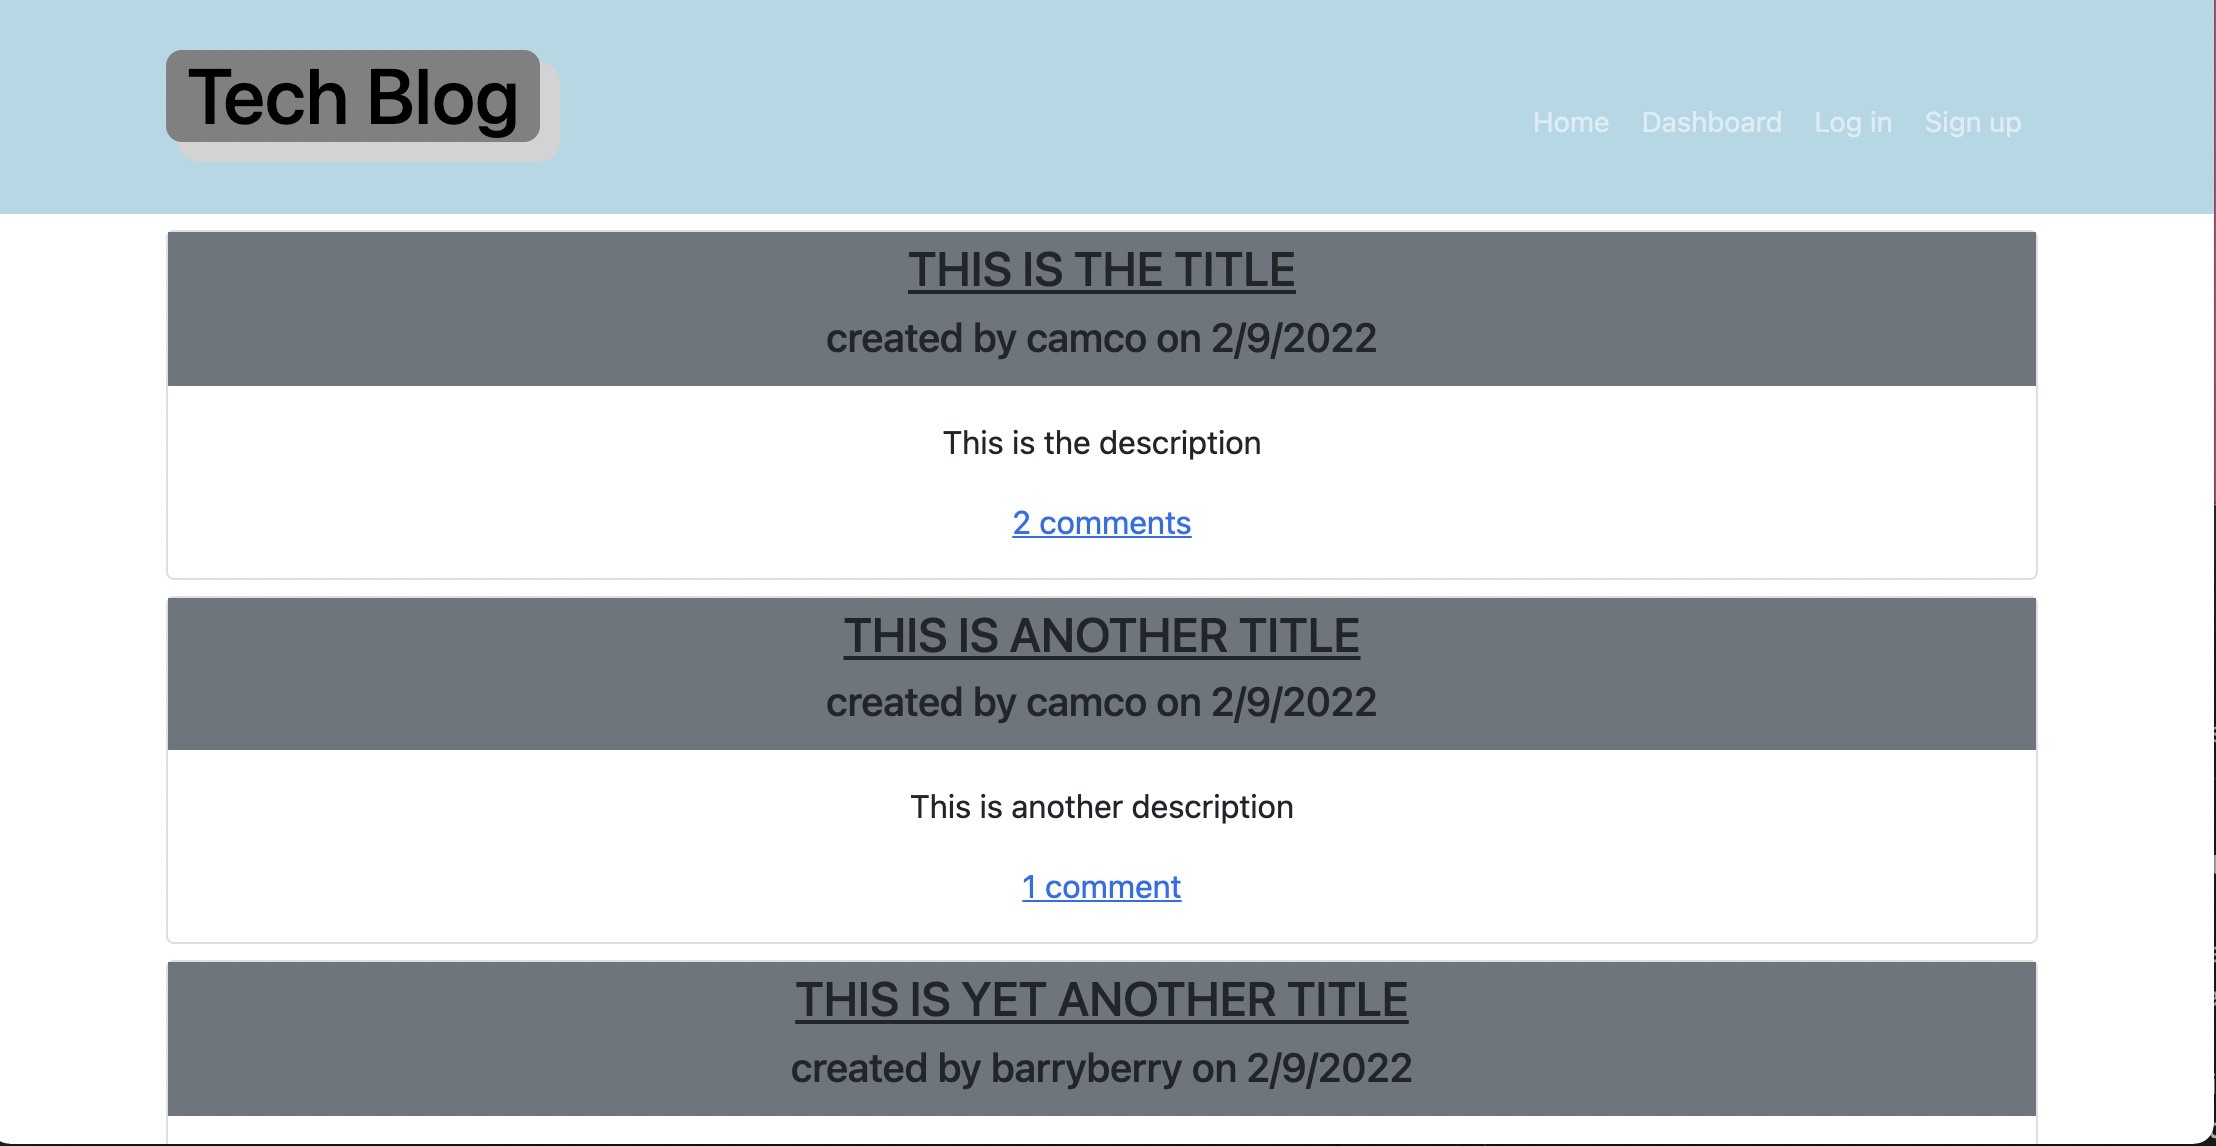 Tech Blog
Home Dashboard Log in Sign up
THIS IS THE TITLE
created by camco on 2/9/2022
This is the description
2 comments
THIS IS ANOTHER TITLE
created by camco on 2/9/2022
This is another description
1 comment
THIS IS YET ANOTHER TITLE
created by barryberry on 2/9/2022